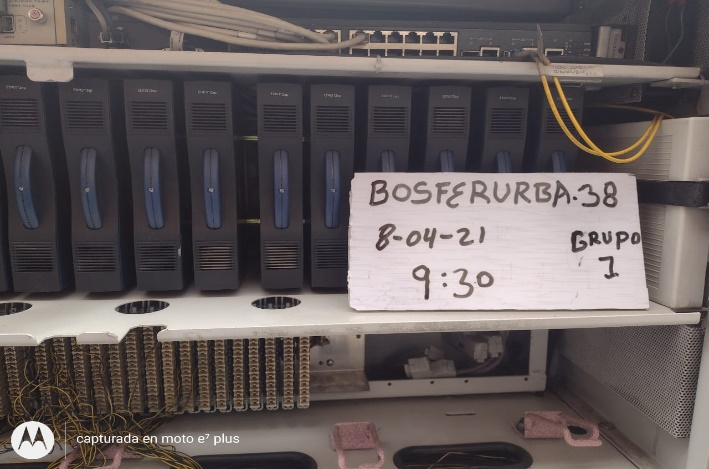 BOSFERURBA.38
8-04-21
GRUPO
1
9:30
capturada en moto e⁷ plus